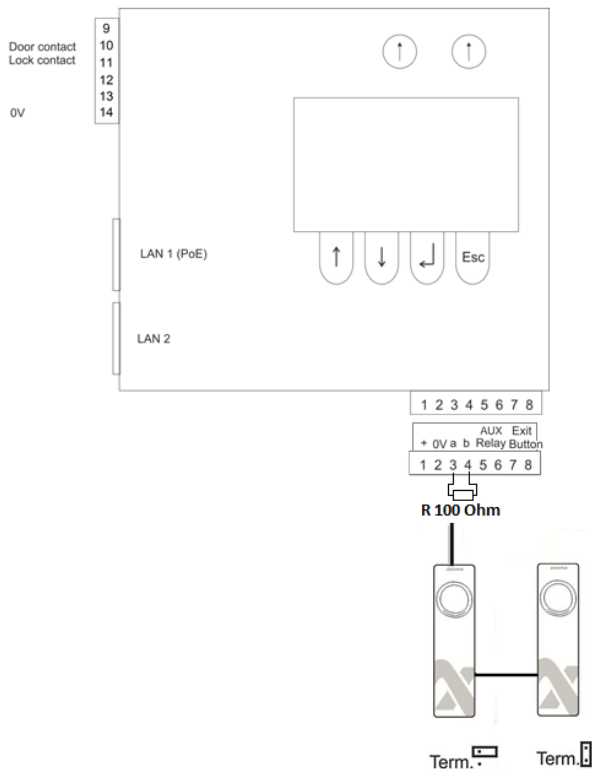 9
Door contact 10
Lock contact 11
12
13
0V 14
LAN 1 (PoE)
Esc
LAN 2
1 2 3 4 5 6 7 8
AUX Exit
+ 0V a b Relay Button
1 2 3 4 5 6 7 8
R 100 Ohm
Term. Term.